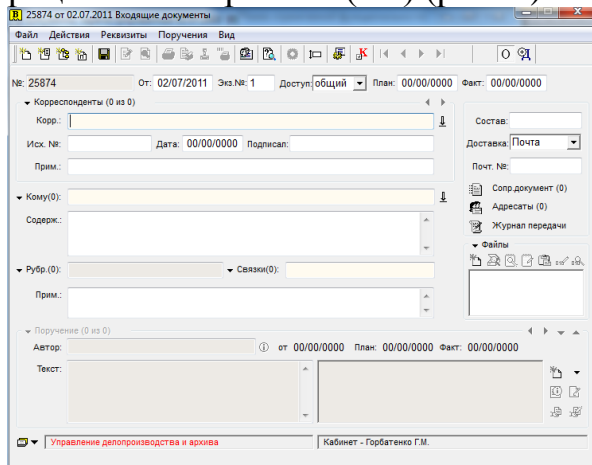 25874 от 02.07.2011 Входящие документы
Файл Действия Реквизиты Поручения Вид
№: 25874 От: 02/07/2011 Экз.№: 1 Доступ: общий План: 00/00/0000 Факт: 00/00/0000
Корреспонденты (0 из 0)
Корр.: Состав:
Исх. №: Дата: 00/00/0000 Подписал: Доставка: Почта
Прим.: Почт. №:
Кому(0): Сопр.документ (0)
Адресаты (0)
Содерж.: Журнал передачи
Файлы
Рубр.(0): Связки(0):
Прим.:
Поручение (0 из 0)
Автор: от 00/00/0000 План: 00/00/0000 Факт: 00/00/0000
Текст:
Управление делопроизводства и архива Кабинет - Горбатенко Г.М.